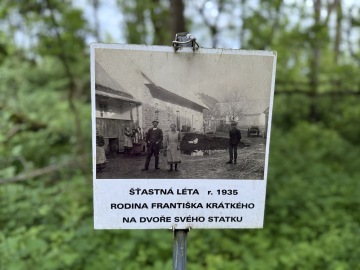 ŠŤASTNÁ LÉTA r. 1935
RODINA FRANTIŠKA KRÁTKÉHO
NA DVOŘE SVÉHO STATKU